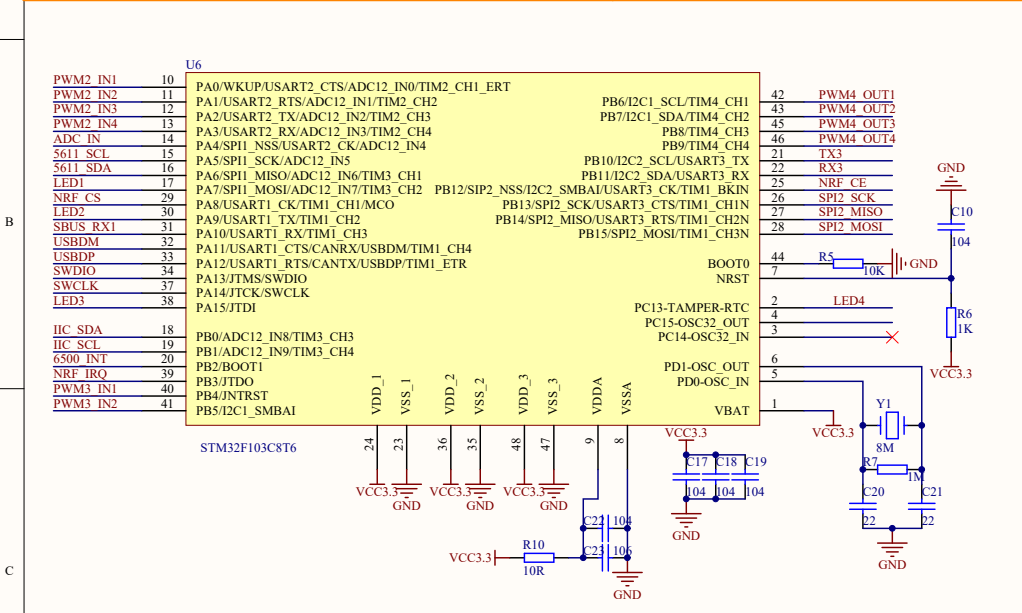 U6
PWM2_IN1 10 PA0/WKUP/USART2_CTS/ADC12_IN0/TIM2_CH1_ERT
PWM2_IN2 11 PA1/USART2_RTS/ADC12_IN1/TIM2_CH2
PWM2_IN3 12 PA2/USART2_TX/ADC12_IN2/TIM2_CH3
PWM2_IN4 13 PA3/USART2_RX/ADC12_IN3/TIM2_CH4
ADC_IN 14 PA4/SPI1_NSS/USART2_CK/ADC12_IN4
5611_SCL 15 PA5/SPI1_SCK/ADC12_IN5
5611_SDA 16 PA6/SPI1_MISO/ADC12_IN6/TIM3_CH1
LED1 17 PA7/SPI1_MOSI/ADC12_IN7/TIM3_CH2
NRF_CS 29 PA8/USART1_CK/TIM1_CH1/MCO
LED2 30 PA9/USART1_TX/TIM1_CH2
SBUS_RX1 31 PA10/USART1_RX/TIM1_CH3
USBDM 32 PA11/USART1_CTS/CANRX/USBDM/TIM1_CH4
USBDP 33 PA12/USART1_RTS/CANTX/USBDP/TIM1_ETR
SWDIO 34 PA13/JTMS/SWDIO
SWCLK 37 PA14/JTCK/SWCLK
LED3 38 PA15/JTDI
IIC_SDA 18 PB0/ADC12_IN8/TIM3_CH3
IIC_SCL 19 PB1/ADC12_IN9/TIM3_CH4
6500_INT 20 PB2/BOOT1
NRF_IRQ 39 PB3/JTDO
PWM3_IN1 40 PB4/JNTRST
PWM3_IN2 41 PB5/I2C1_SMBAI
PB6/I2C1_SCL/TIM4_CH1 42 PWM4_OUT1
PB7/I2C1_SDA/TIM4_CH2 43 PWM4_OUT2
PB8/TIM4_CH3 45 PWM4_OUT3
PB9/TIM4_CH4 46 PWM4_OUT4
PB10/I2C2_SCL/USART3_TX 21 TX3
PB11/I2C2_SDA/USART3_RX 22 RX3
PB12/SIP2_NSS/I2C2_SMBAI/USART3_CK/TIM1_BKIN 25 NRF_CE
PB13/SPI2_SCK/USART3_CTS/TIM1_CH1N 26 SPI2_SCK
PB14/SPI2_MISO/USART3_RTS/TIM1_CH2N 27 SPI2_MISO
PB15/SPI2_MOSI/TIM1_CH3N 28 SPI2_MOSI
BOOT0 44 R5 10K GND
NRST 7
PC13-TAMPER-RTC 2 LED4
PC15-OSC32_OUT 4
PC14-OSC32_IN 3
PD1-OSC_OUT 6
PD0-OSC_IN 5
VBAT 1 VCC3.3
GND
C10
104
R6
1K
VCC3.3
Y1
8M
R7
1M
C20 C21
22 22
GND
VDD_1 VSS_1 VDD_2 VSS_2 VDD_3 VSS_3 VDDA VSSA
24 23 36 35 48 47 9 8
STM32F103C8T6
VCC3.3 GND VCC3.3 GND VCC3.3 GND
VCC3.3
C17 C18 C19
104 104 104
GND
C22 104
C23 106
VCC3.3 R10
10R
GND
B
C